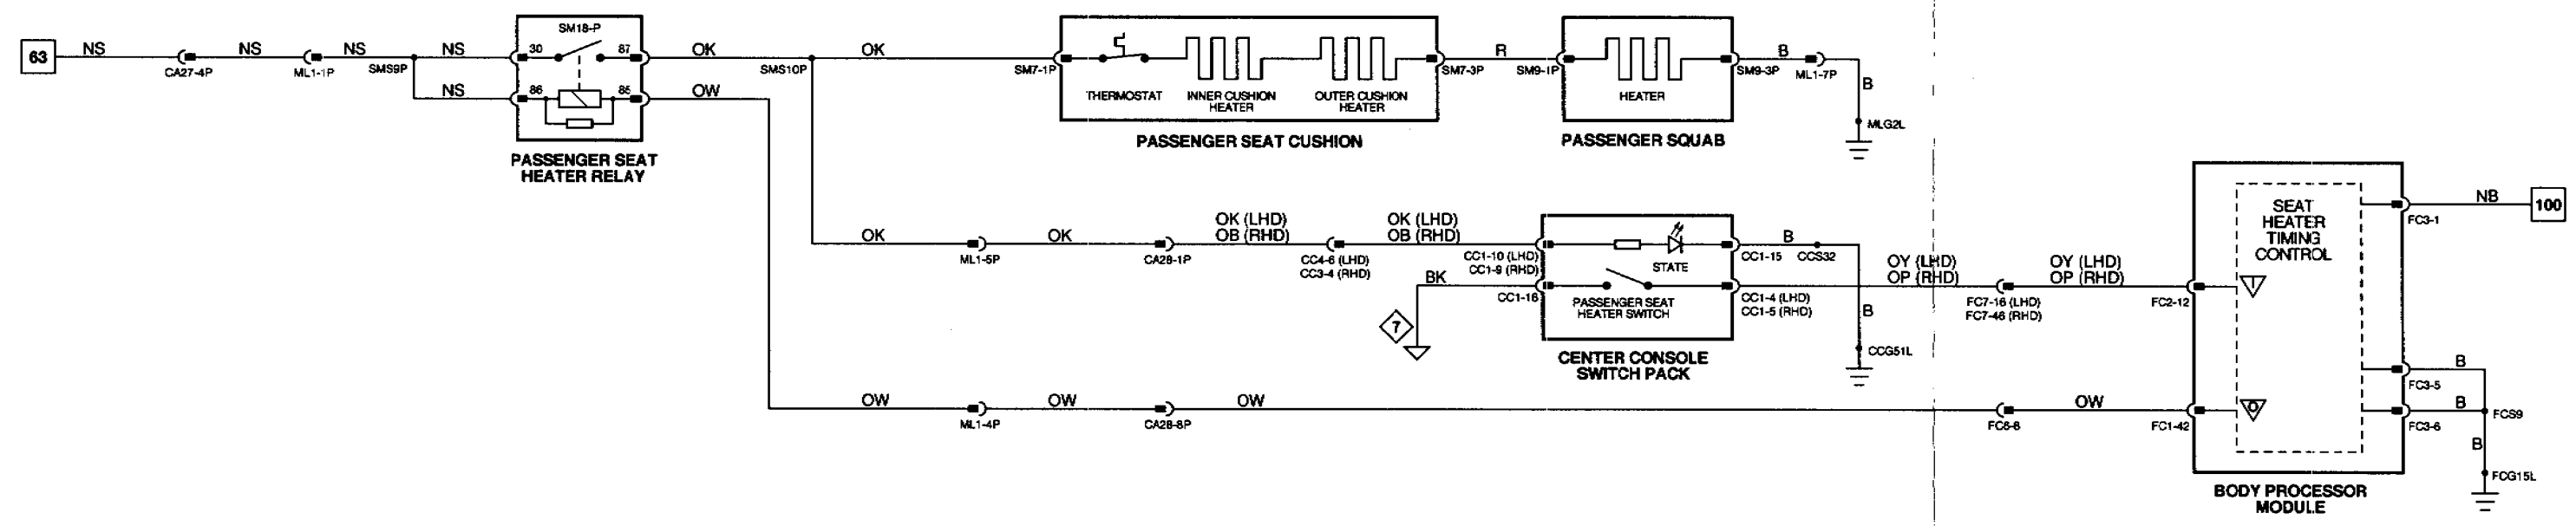 63
NS
CA27-4P
NS
ML1-1P
NS
SMS9P
NS
NS
SM18-P
30
87
86
85
PASSENGER SEAT
HEATER RELAY
OK
OW
SMS10P
OK
SM7-1P
THERMOSTAT
INNER CUSHION
HEATER
OUTER CUSHION
HEATER
PASSENGER SEAT CUSHION
SM7-3P
R
SM9-1P
HEATER
PASSENGER SQUAB
SM9-3P
B
ML1-7P
B
MLG2L
OK
ML1-5P
OK
CA28-1P
OK (LHD)
OB (RHD)
CC4-6 (LHD)
CC3-4 (RHD)
OK (LHD)
OB (RHD)
CC1-10 (LHD)
CC1-9 (RHD)
BK
CC1-16
7
STATE
PASSENGER SEAT
HEATER SWITCH
CENTER CONSOLE
SWITCH PACK
B
CC1-15
CCS32
CC1-4 (LHD)
CC1-5 (RHD)
B
CCG51L
OY (LHD)
OP (RHD)
FC7-16 (LHD)
FC7-46 (RHD)
OY (LHD)
OP (RHD)
FC2-12
I
SEAT
HEATER
TIMING
CONTROL
FC3-1
NB
100
OW
ML1-4P
OW
CA28-8P
OW
FC6-6
OW
FC1-42
O
B
FC3-5
B
FC3-6
FCS9
B
FCG15L
BODY PROCESSOR
MODULE